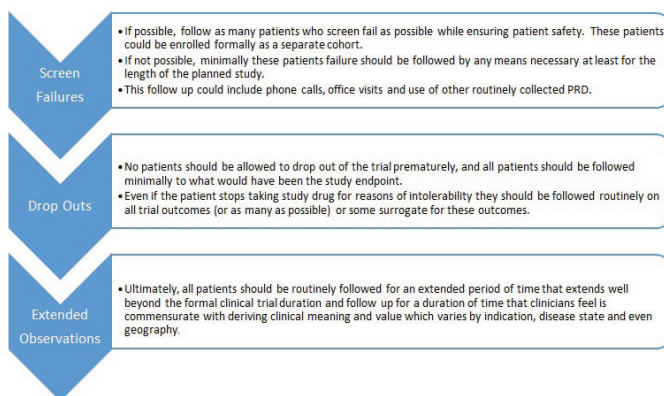 Screen
Failures
• If possible, follow as many patients who screen fail as possible while ensuring patient safety. These patients
could be enrolled formally as a separate cohort.
• If not possible, minimally these patients failure should be followed by any means necessary at least for the
length of the planned study.
• This follow up could include phone calls, office visits and use of other routinely collected PRD.
Drop Outs
• No patients should be allowed to drop out of the trial prematurely, and all patients should be followed
minimally to what would have been the study endpoint.
• Even if the patient stops taking study drug for reasons of intolerability they should be followed routinely on
all trial outcomes (or as many as possible) or some surrogate for these outcomes.
Extended
Observations
• Ultimately, all patients should be routinely followed for an extended period of time that extends well
beyond the formal clinical trial duration and follow up for a duration of time that clinicians feel is
commensurate with deriving clinical meaning and value which varies by indication, disease state and even
geography.